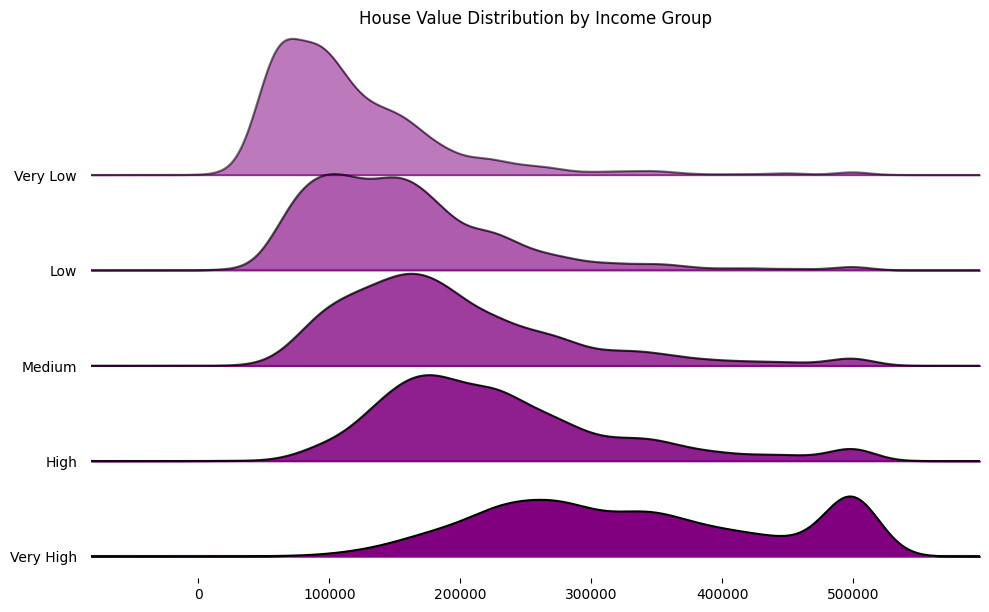 House Value Distribution by Income Group
Very Low
Low
Medium
High
Very High
0 100000 200000 300000 400000 500000